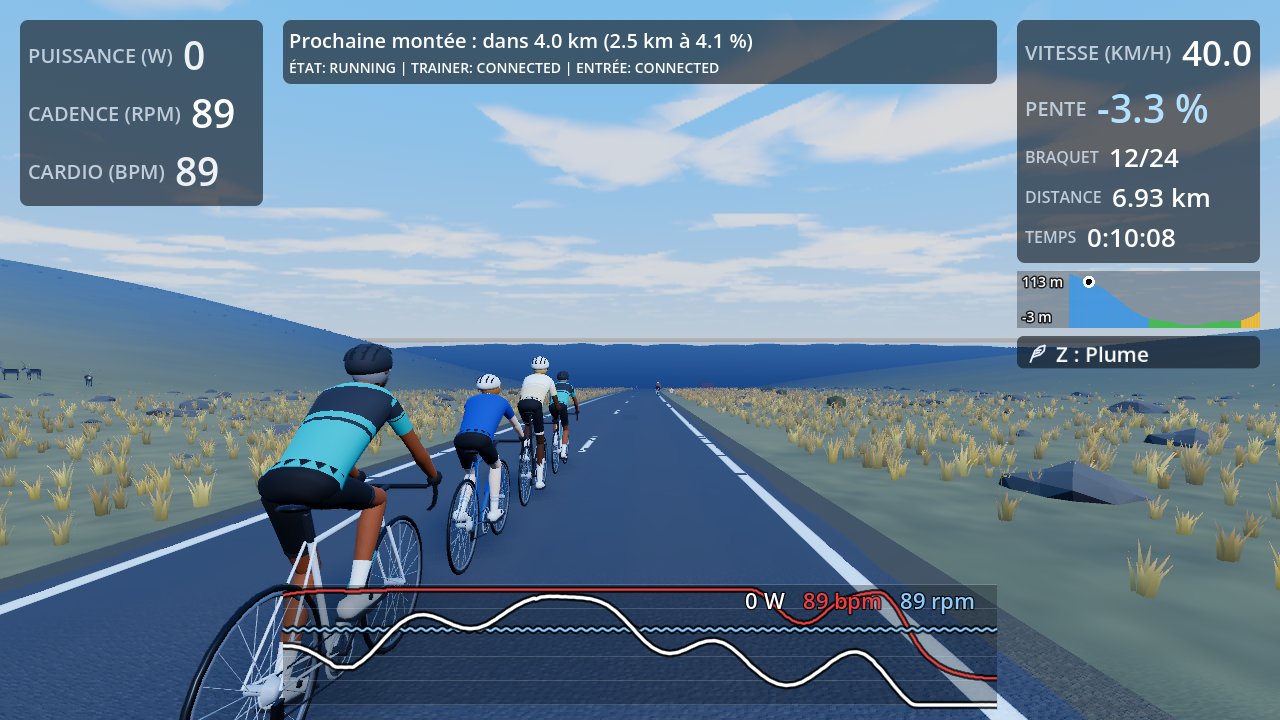 PUISSANCE (W) 0
CADENCE (RPM) 89
CARDIO (BPM) 89
Prochaine montée : dans 4.0 km (2.5 km à 4.1 %)
ÉTAT: RUNNING | TRAINER: CONNECTED | ENTRÉE: CONNECTED
VITESSE (KM/H) 40.0
PENTE -3.3 %
BRAQUET 12/24
DISTANCE 6.93 km
TEMPS 0:10:08
113 m
-3 m
Z : Plume
0 W 89 bpm 89 rpm